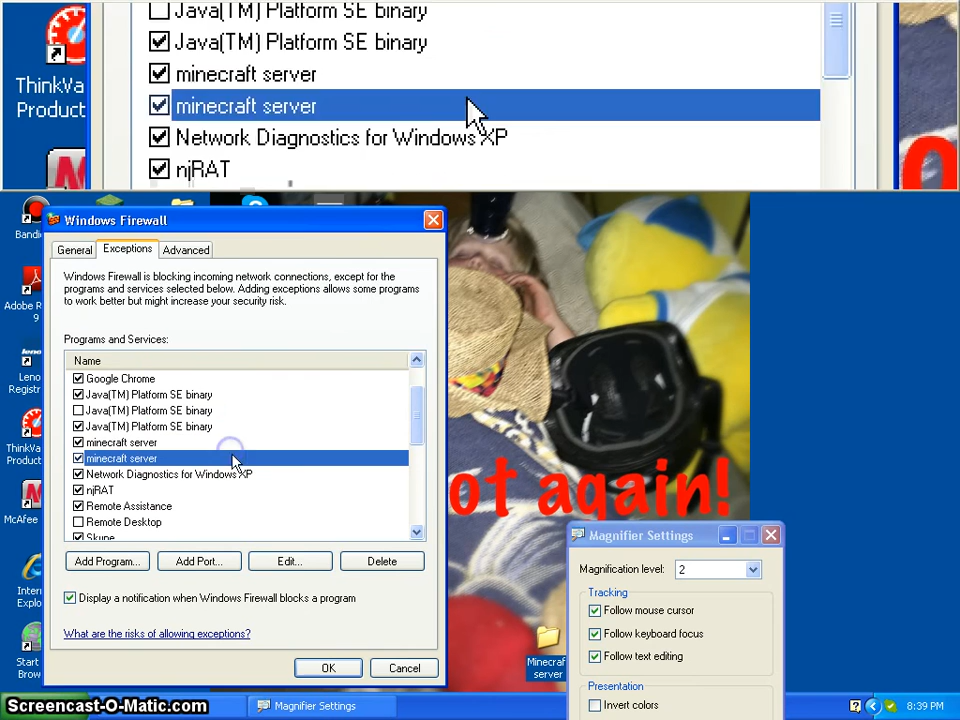 Java(TM) Platform SE binary
Java(TM) Platform SE binary
minecraft server
minecraft server
Network Diagnostics for Windows XP
njRAT
ThinkVa
Product
Bandi
Adobe R
9
Leno
Registr
ThinkVa
Product
McAfee
Intern
Explo
Start
Brow
Windows Firewall
General
Exceptions
Advanced
Windows Firewall is blocking incoming network connections, except for the
programs and services selected below. Adding exceptions allows some programs
to work better but might increase your security risk.
Programs and Services:
Name
Google Chrome
Java(TM) Platform SE binary
Java(TM) Platform SE binary
Java(TM) Platform SE binary
minecraft server
minecraft server
Network Diagnostics for Windows XP
njRAT
Remote Assistance
Remote Desktop
Skype
Add Program...
Add Port...
Edit...
Delete
Display a notification when Windows Firewall blocks a program
What are the risks of allowing exceptions?
OK
Cancel
ot again!
Minecraf
server
Magnifier Settings
Magnification level:
2
Tracking
Follow mouse cursor
Follow keyboard focus
Follow text editing
Presentation
Invert colors
Screencast-O-Matic.com
Magnifier Settings
8:39 PM